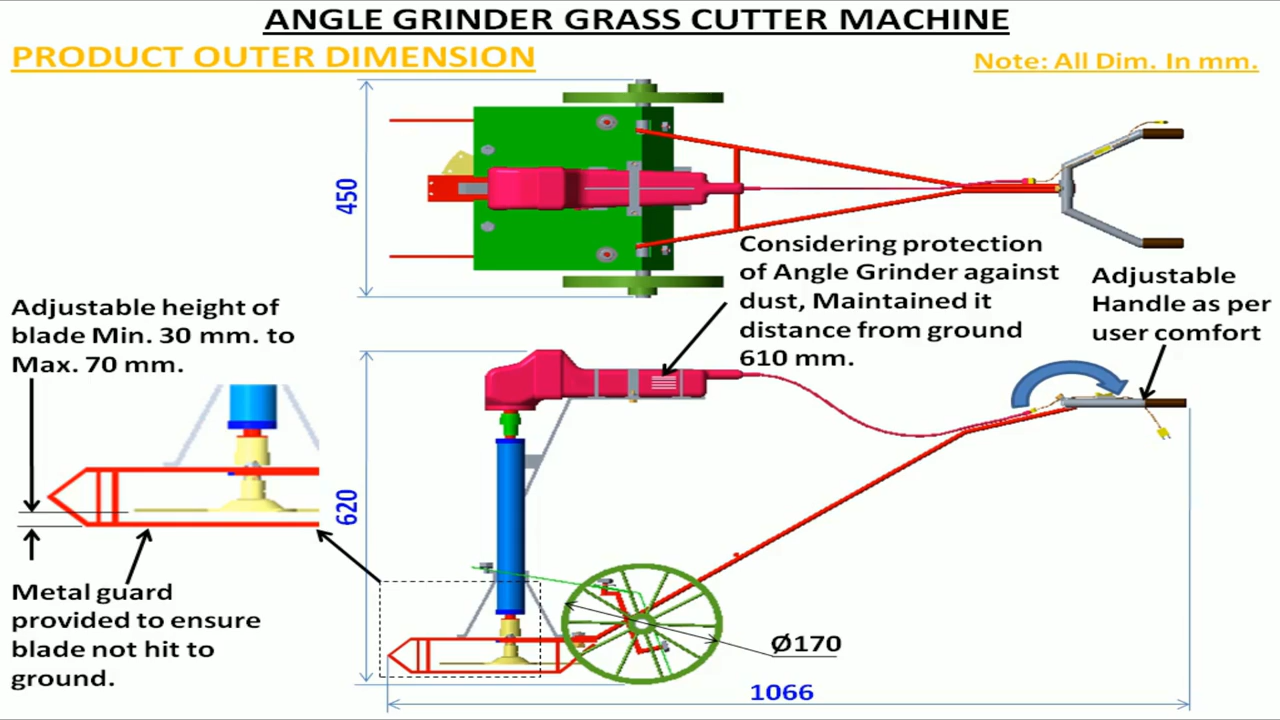 ANGLE GRINDER GRASS CUTTER MACHINE
PRODUCT OUTER DIMENSION
Note: All Dim. In mm.
450
Considering protection
of Angle Grinder against
dust, Maintained it
distance from ground
610 mm.
Adjustable
Handle as per
user comfort
Adjustable height of
blade Min. 30 mm. to
Max. 70 mm.
620
Metal guard
provided to ensure
blade not hit to
ground.
Ø170
1066